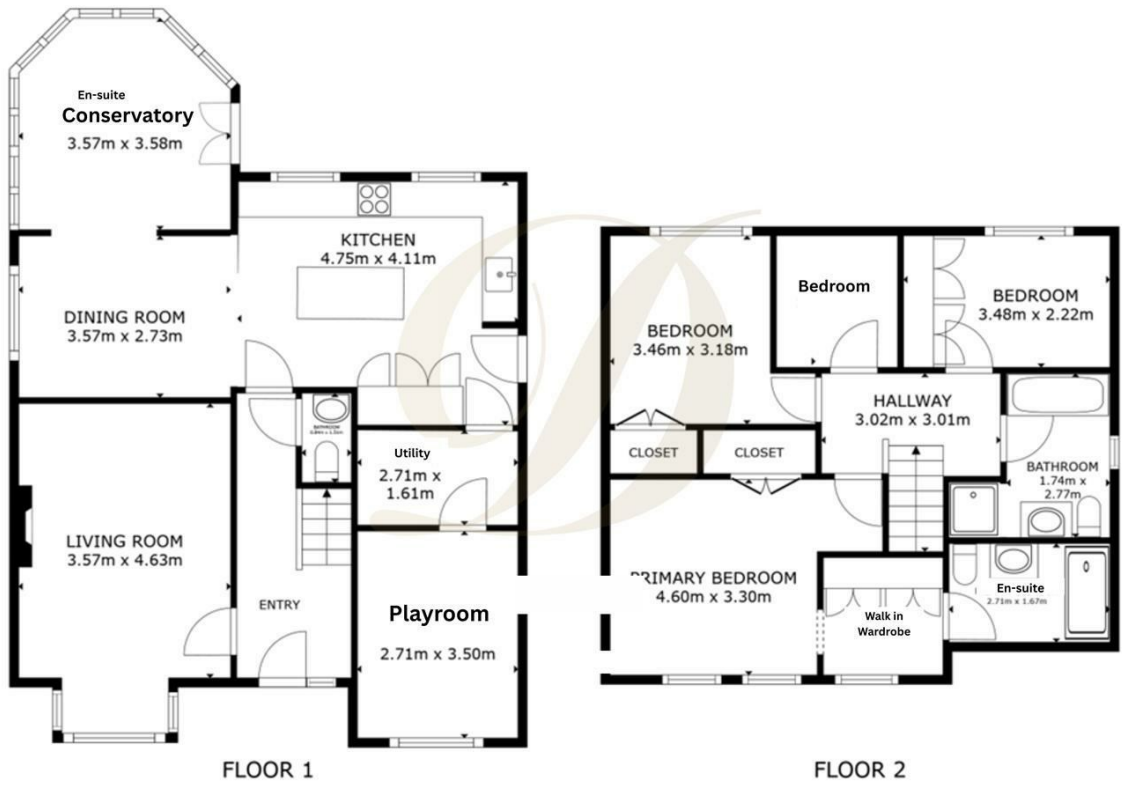 En-suite
Conservatory
3.57m x 3.58m
KITCHEN
4.75m x 4.11m
DINING ROOM
3.57m x 2.73m
BATHROOM
Utility
2.71m x
1.61m
LIVING ROOM
3.57m x 4.63m
ENTRY
Playroom
2.71m x 3.50m
FLOOR 1
Bedroom
BEDROOM
3.48m x 2.22m
BEDROOM
3.46m x 3.18m
HALLWAY
3.02m x 3.01m
CLOSET
CLOSET
BATHROOM
1.74m x
2.77m
PRIMARY BEDROOM
4.60m x 3.30m
En-suite
2.71m x 1.67m
Walk in
Wardrobe
FLOOR 2
D